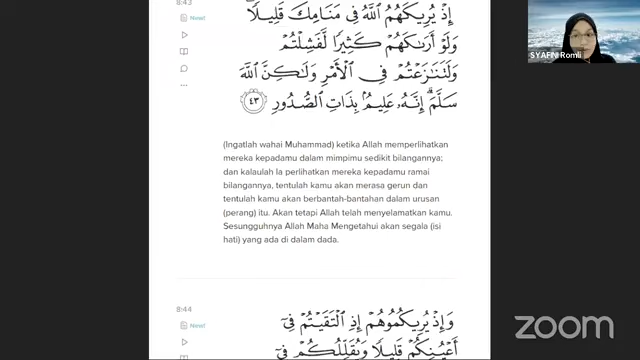 8:43
New!
إِذْ يُرِيكَهُمُ ٱللَّهُ فِى مَنَامِكَ قَلِيلًا ۖ
وَلَوْ أَرَىٰكَهُمْ كَثِيرًا لَّفَشِلْتُمْ
وَلَتَنَٰزَعْتُمْ فِى ٱلْأَمْرِ وَلَٰكِنَّ ٱللَّهَ
سَلَّمَ ۗ إِنَّهُۥ عَلِيمٌۢ بِذَاتِ ٱلصُّدُورِ ٤٣
(Ingatlah wahai Muhammad) ketika Allah memperlihatkan
mereka kepadamu dalam mimpimu sedikit bilangannya;
dan kalaulah Ia perlihatkan mereka kepadamu ramai
bilangannya, tentulah kamu akan merasa gerun dan
tentulah kamu akan berbantah-bantahan dalam urusan
(perang) itu. Akan tetapi Allah telah menyelamatkan kamu.
Sesungguhnya Allah Maha Mengetahui akan segala (isi
hati) yang ada di dalam dada.
8:44
New!
وَإِذْ يُرِيكُمُوهُمْ إِذِ ٱلْتَقَيْتُمْ فِىٓ
أَعْيُنِكُمْ قَلِيلًا وَيُقَلِّلُكُمْ فِىٓ
SYAFINI Romli
zoom